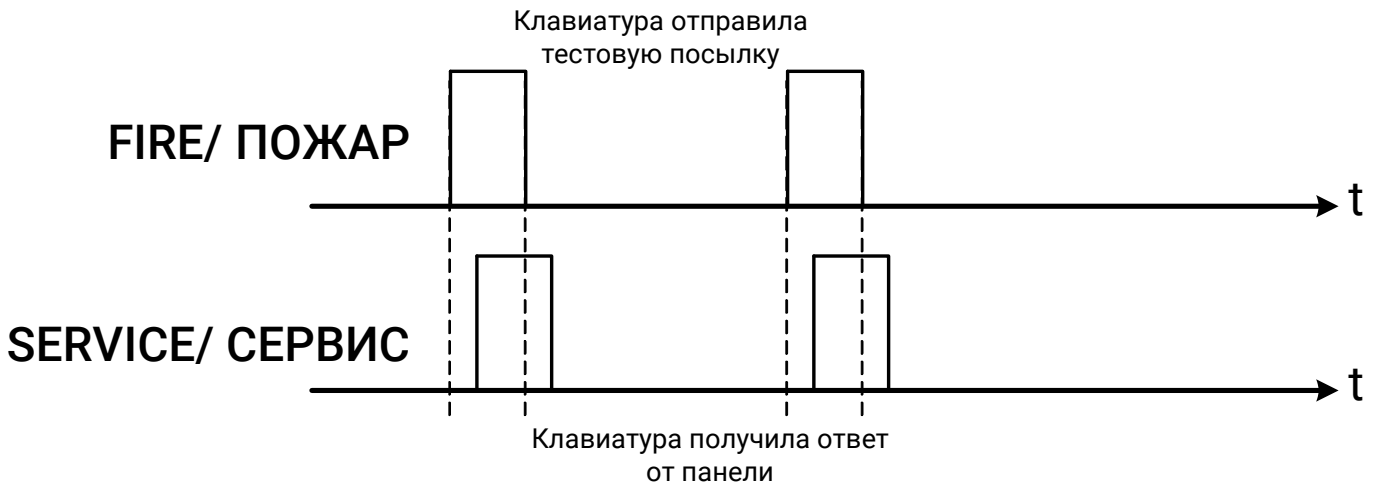 Клавиатура отправила
тестовую посылку
FIRE/ ПОЖАР
t
SERVICE/ СЕРВИС
t
Клавиатура получила ответ
от панели